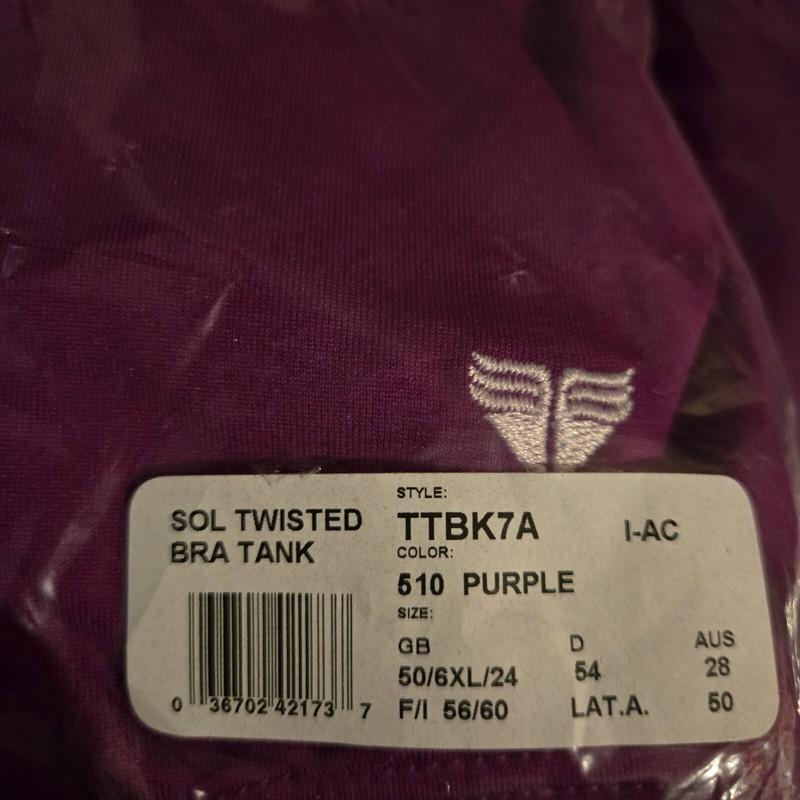 SOL TWISTED
BRA TANK
STYLE:
TTBK7A I-AC
COLOR:
510 PURPLE
SIZE:
GB D AUS
50/6XL/24 54 28
F/I 56/60 LAT.A. 50
0 36702 42173 7